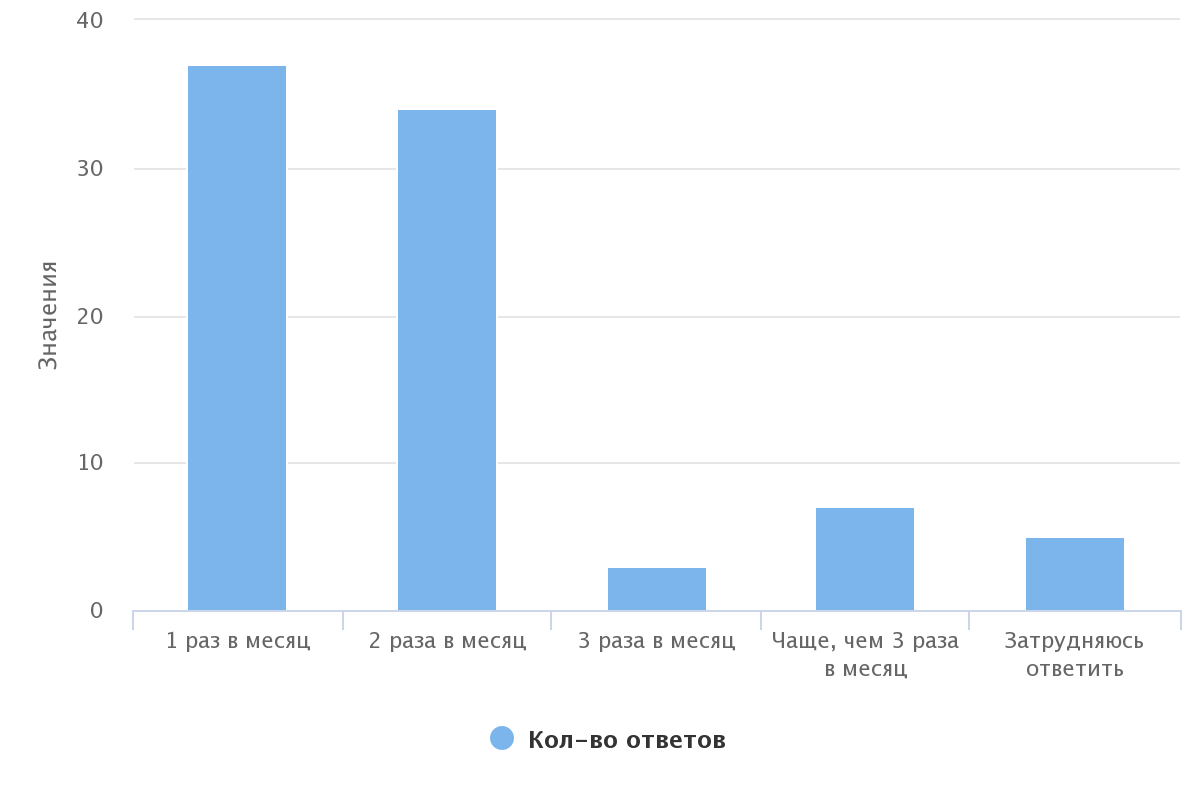 40
30
20
10
0
Значения
1 раз в месяц
2 раза в месяц
3 раза в месяц
Чаще, чем 3 раза
в месяц
Затрудняюсь
ответить
Кол-во ответов